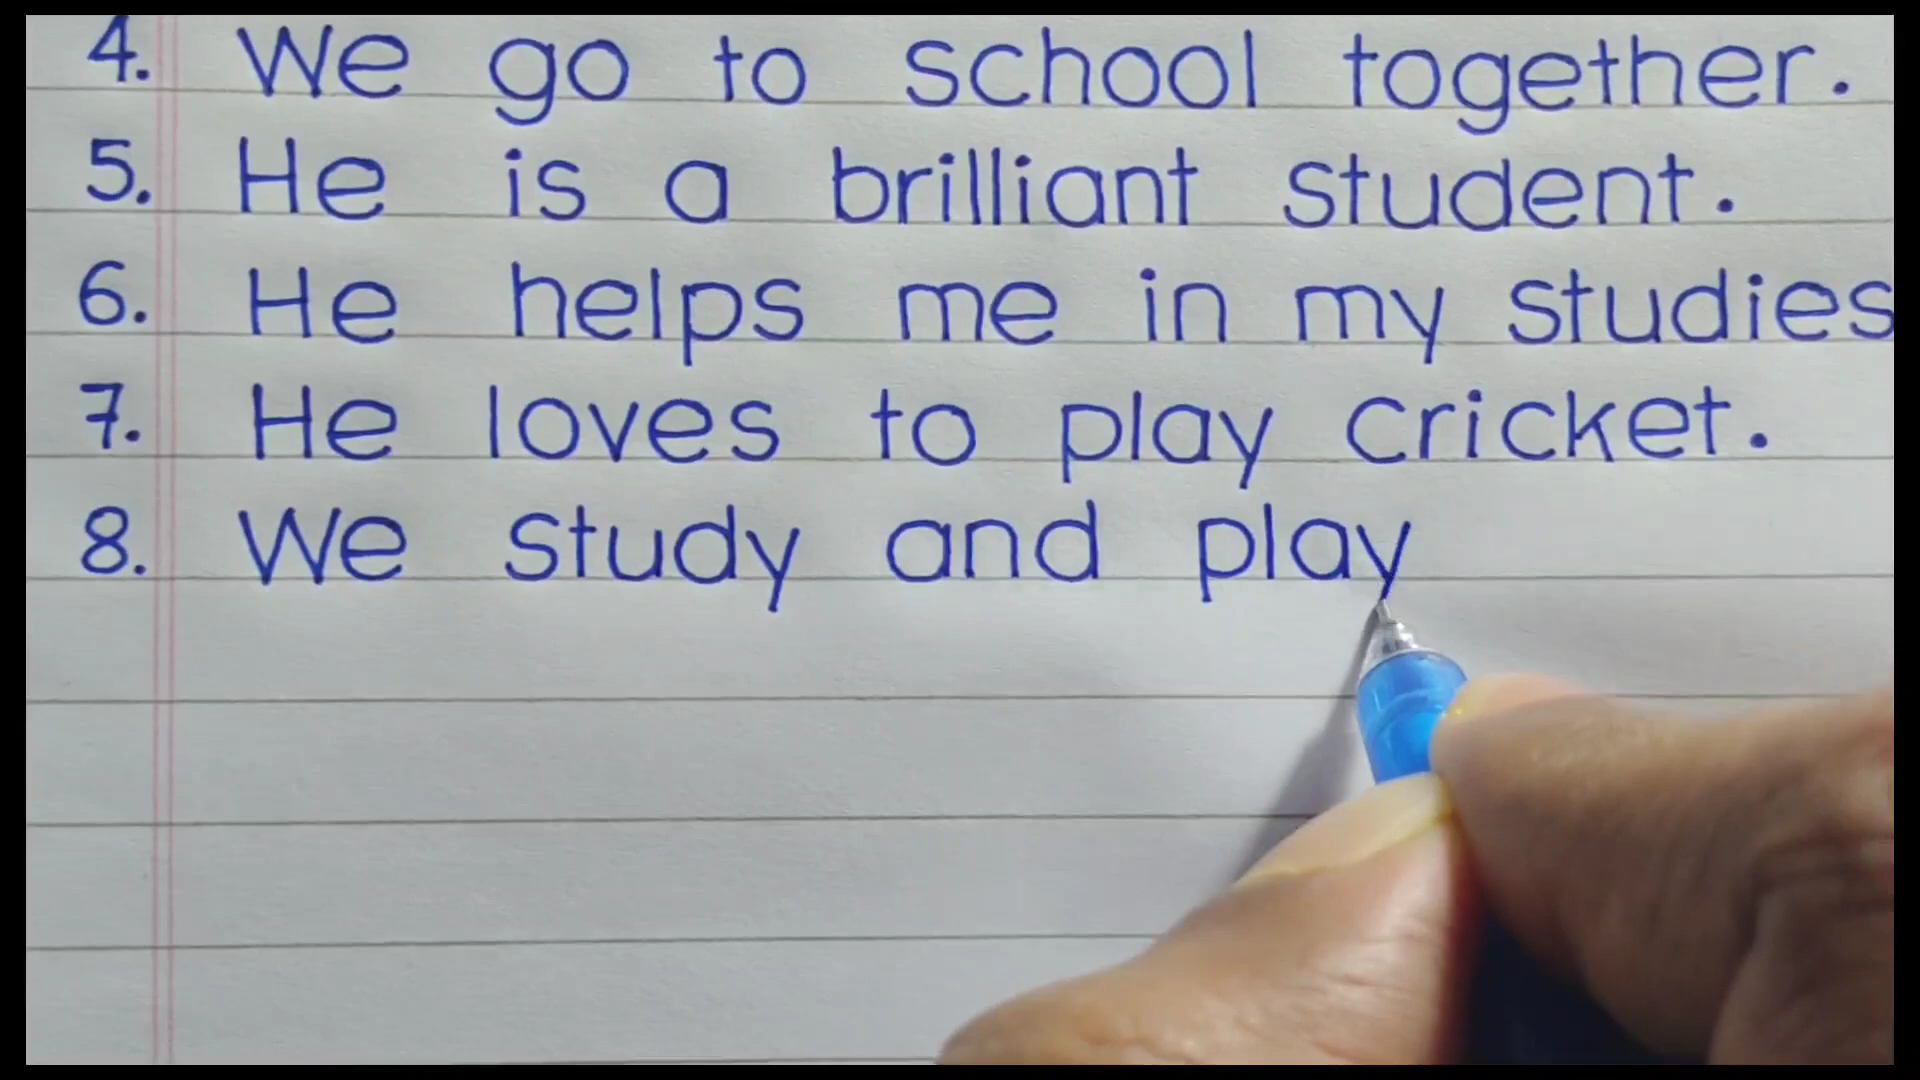 4. We go to school together.
5. He is a brilliant student.
6. He helps me in my studies
7. He loves to play cricket.
8. We study and play